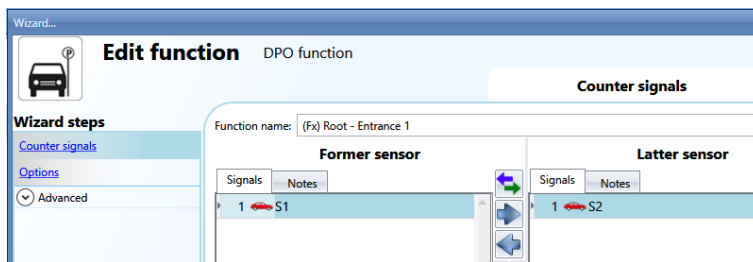 Wizard...
Edit function DPO function
Counter signals
Wizard steps
Counter signals
Options
Advanced
Function name: (Fx) Root - Entrance 1
Former sensor Latter sensor
Signals Notes Signals Notes
1 S1 1 S2